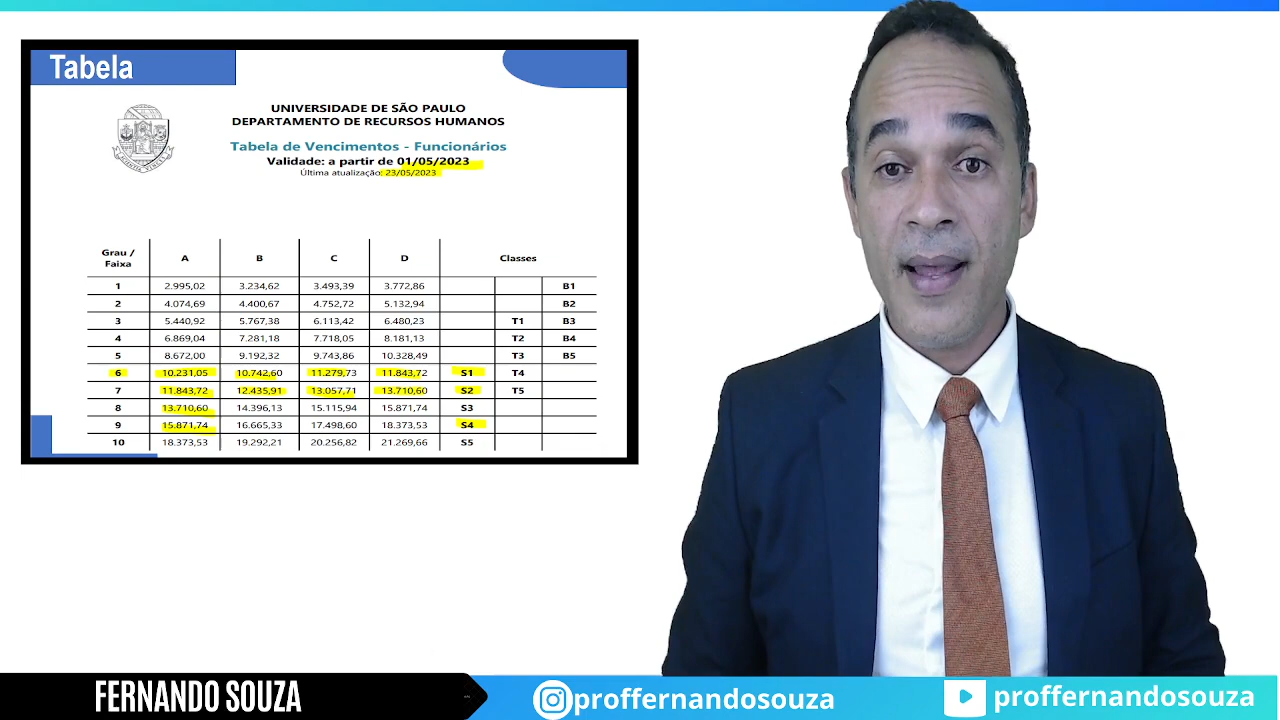 Tabela
UNIVERSIDADE DE SÃO PAULO
DEPARTAMENTO DE RECURSOS HUMANOS
Tabela de Vencimentos - Funcionários
Validade: a partir de 01/05/2023
Última atualização: 23/05/2023
Grau / Faixa A B C D Classes
1 2.995,02 3.234,62 3.493,39 3.772,86 B1
2 4.074,69 4.400,67 4.752,72 5.132,94 B2
3 5.440,92 5.767,38 6.113,42 6.480,23 T1 B3
4 6.869,04 7.281,18 7.718,05 8.181,13 T2 B4
5 8.672,00 9.192,32 9.743,86 10.328,49 T3 B5
6 10.231,05 10.742,60 11.279,73 11.843,72 S1 T4
7 11.843,72 12.435,91 13.057,71 13.710,60 S2 T5
8 13.710,60 14.396,13 15.115,94 15.871,74 S3
9 15.871,74 16.665,33 17.498,60 18.373,53 S4
10 18.373,53 19.292,21 20.256,82 21.269,66 S5
FERNANDO SOUZA
proffernandosouza
proffernandosouza